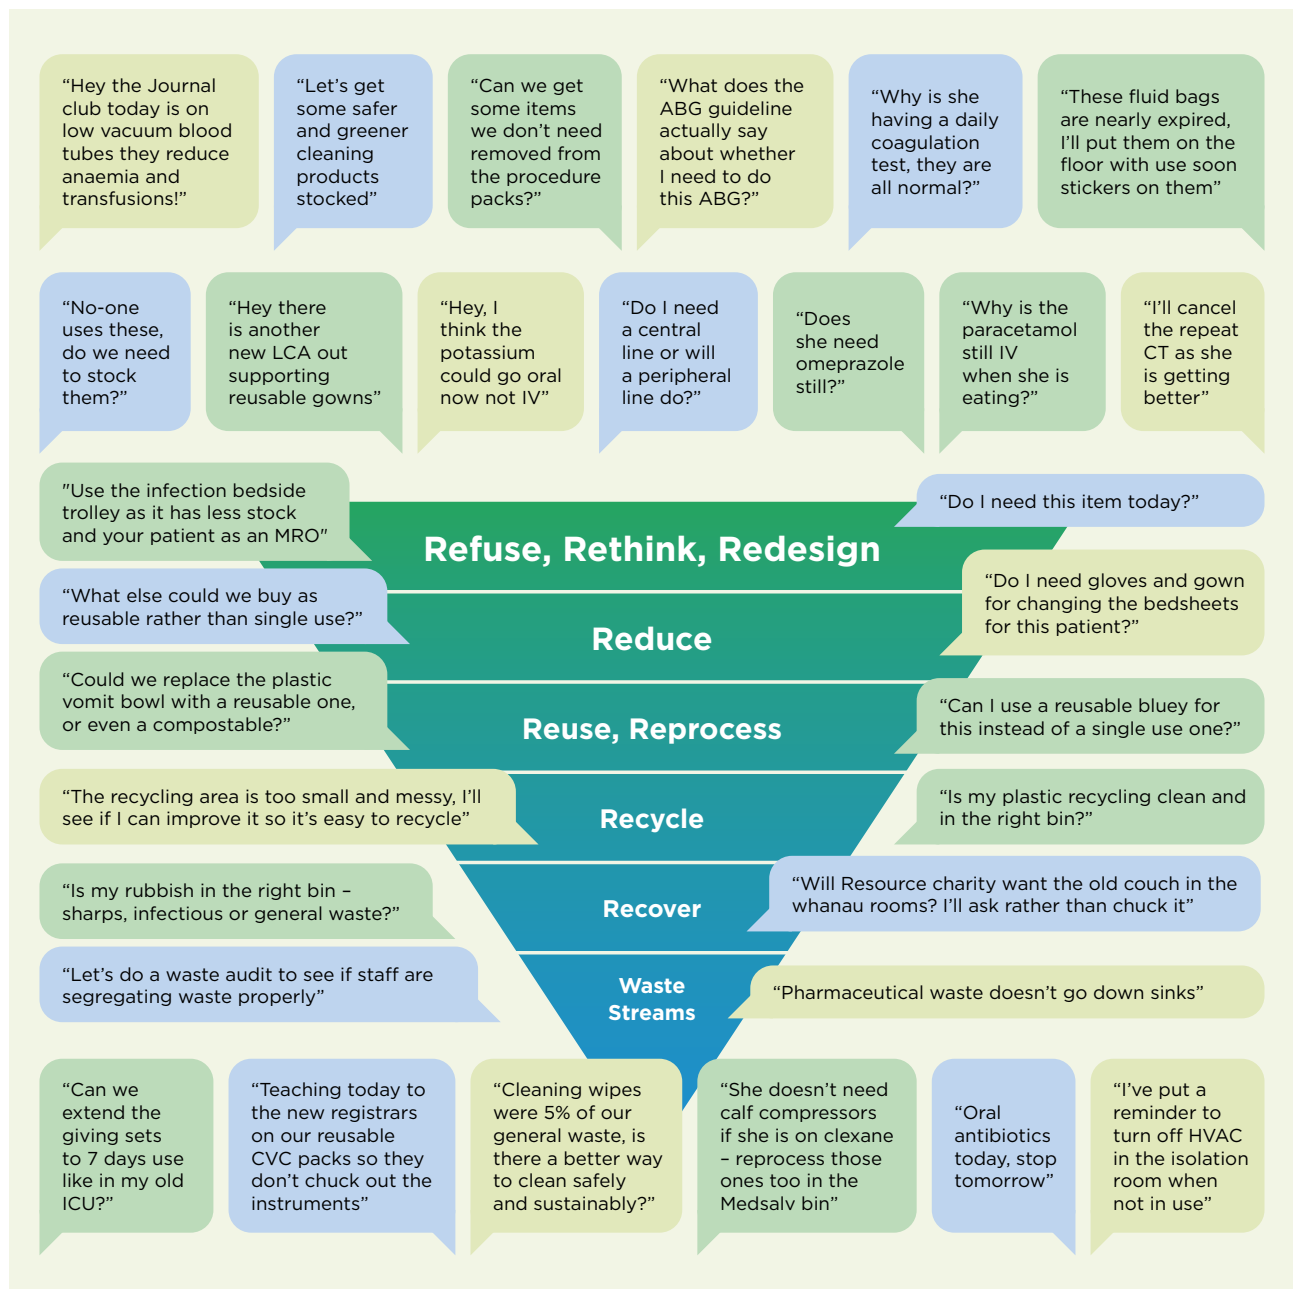 “Hey the Journal
club today is on
low vacuum blood
tubes they reduce
anaemia and
transfusions!”
“Let’s get
some safer
and greener
cleaning
products
stocked”
“Can we get
some items
we don’t need
removed from
the procedure
packs?”
“What does the
ABG guideline
actually say
about whether
I need to do
this ABG?”
“Why is she
having a daily
coagulation
test, they are
all normal?”
“These fluid bags
are nearly expired,
I’ll put them on the
floor with use soon
stickers on them”
“No-one
uses these,
do we need
to stock
them?”
“Hey there
is another
new LCA out
supporting
reusable gowns”
“Hey, I
think the
potassium
could go oral
now not IV”
“Do I need
a central
line or will
a peripheral
line do?”
“Does
she need
omeprazole
still?”
“Why is the
paracetamol
still IV
when she is
eating?”
“I’ll cancel
the repeat
CT as she
is getting
better”
"Use the infection bedside
trolley as it has less stock
and your patient as an MRO"
“Do I need this item today?”
Refuse, Rethink, Redesign
“What else could we buy as
reusable rather than single use?”
“Do I need gloves and gown
for changing the bedsheets
for this patient?”
Reduce
“Could we replace the plastic
vomit bowl with a reusable one,
or even a compostable?”
“Can I use a reusable bluey for
this instead of a single use one?”
Reuse, Reprocess
“The recycling area is too small and messy, I’ll
see if I can improve it so it’s easy to recycle”
“Is my plastic recycling clean and
in the right bin?”
Recycle
“Is my rubbish in the right bin –
sharps, infectious or general waste?”
“Will Resource charity want the old couch in the
whanau rooms? I’ll ask rather than chuck it”
Recover
“Let’s do a waste audit to see if staff are
segregating waste properly”
“Pharmaceutical waste doesn’t go down sinks”
Waste
Streams
“Can we
extend the
giving sets
to 7 days use
like in my old
ICU?”
“Teaching today to
the new registrars
on our reusable
CVC packs so they
don’t chuck out the
instruments”
“Cleaning wipes
were 5% of our
general waste, is
there a better way
to clean safely
and sustainably?”
“She doesn’t need
calf compressors
if she is on clexane
– reprocess those
ones too in the
Medsalv bin”
“Oral
antibiotics
today, stop
tomorrow”
“I’ve put a
reminder to
turn off HVAC
in the isolation
room when
not in use”